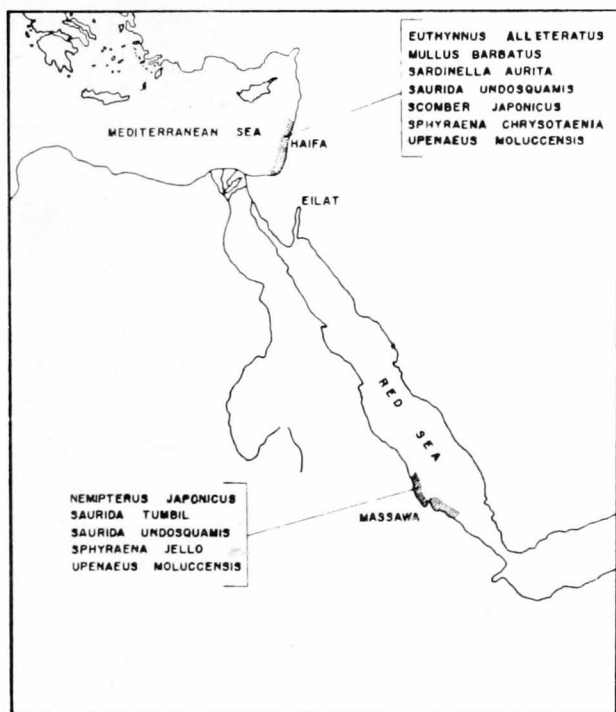 EUTHYNNUS ALLETERATUS
MULLUS BARBATUS
SARDINELLA AURITA
SAURIDA UNDOSQUAMIS
SCOMBER JAPONICUS
SPHYRAENA CHRYSOTAENIA
UPENAEUS MOLUCCENSIS
MEDITERRANEAN SEA
HAIFA
EILAT
RED SEA
NEMIPTERUS JAPONICUS
SAURIDA TUMBIL
SAURIDA UNDOSQUAMIS
SPHYRAENA JELLO
UPENAEUS MOLUCCENSIS
MASSAWA